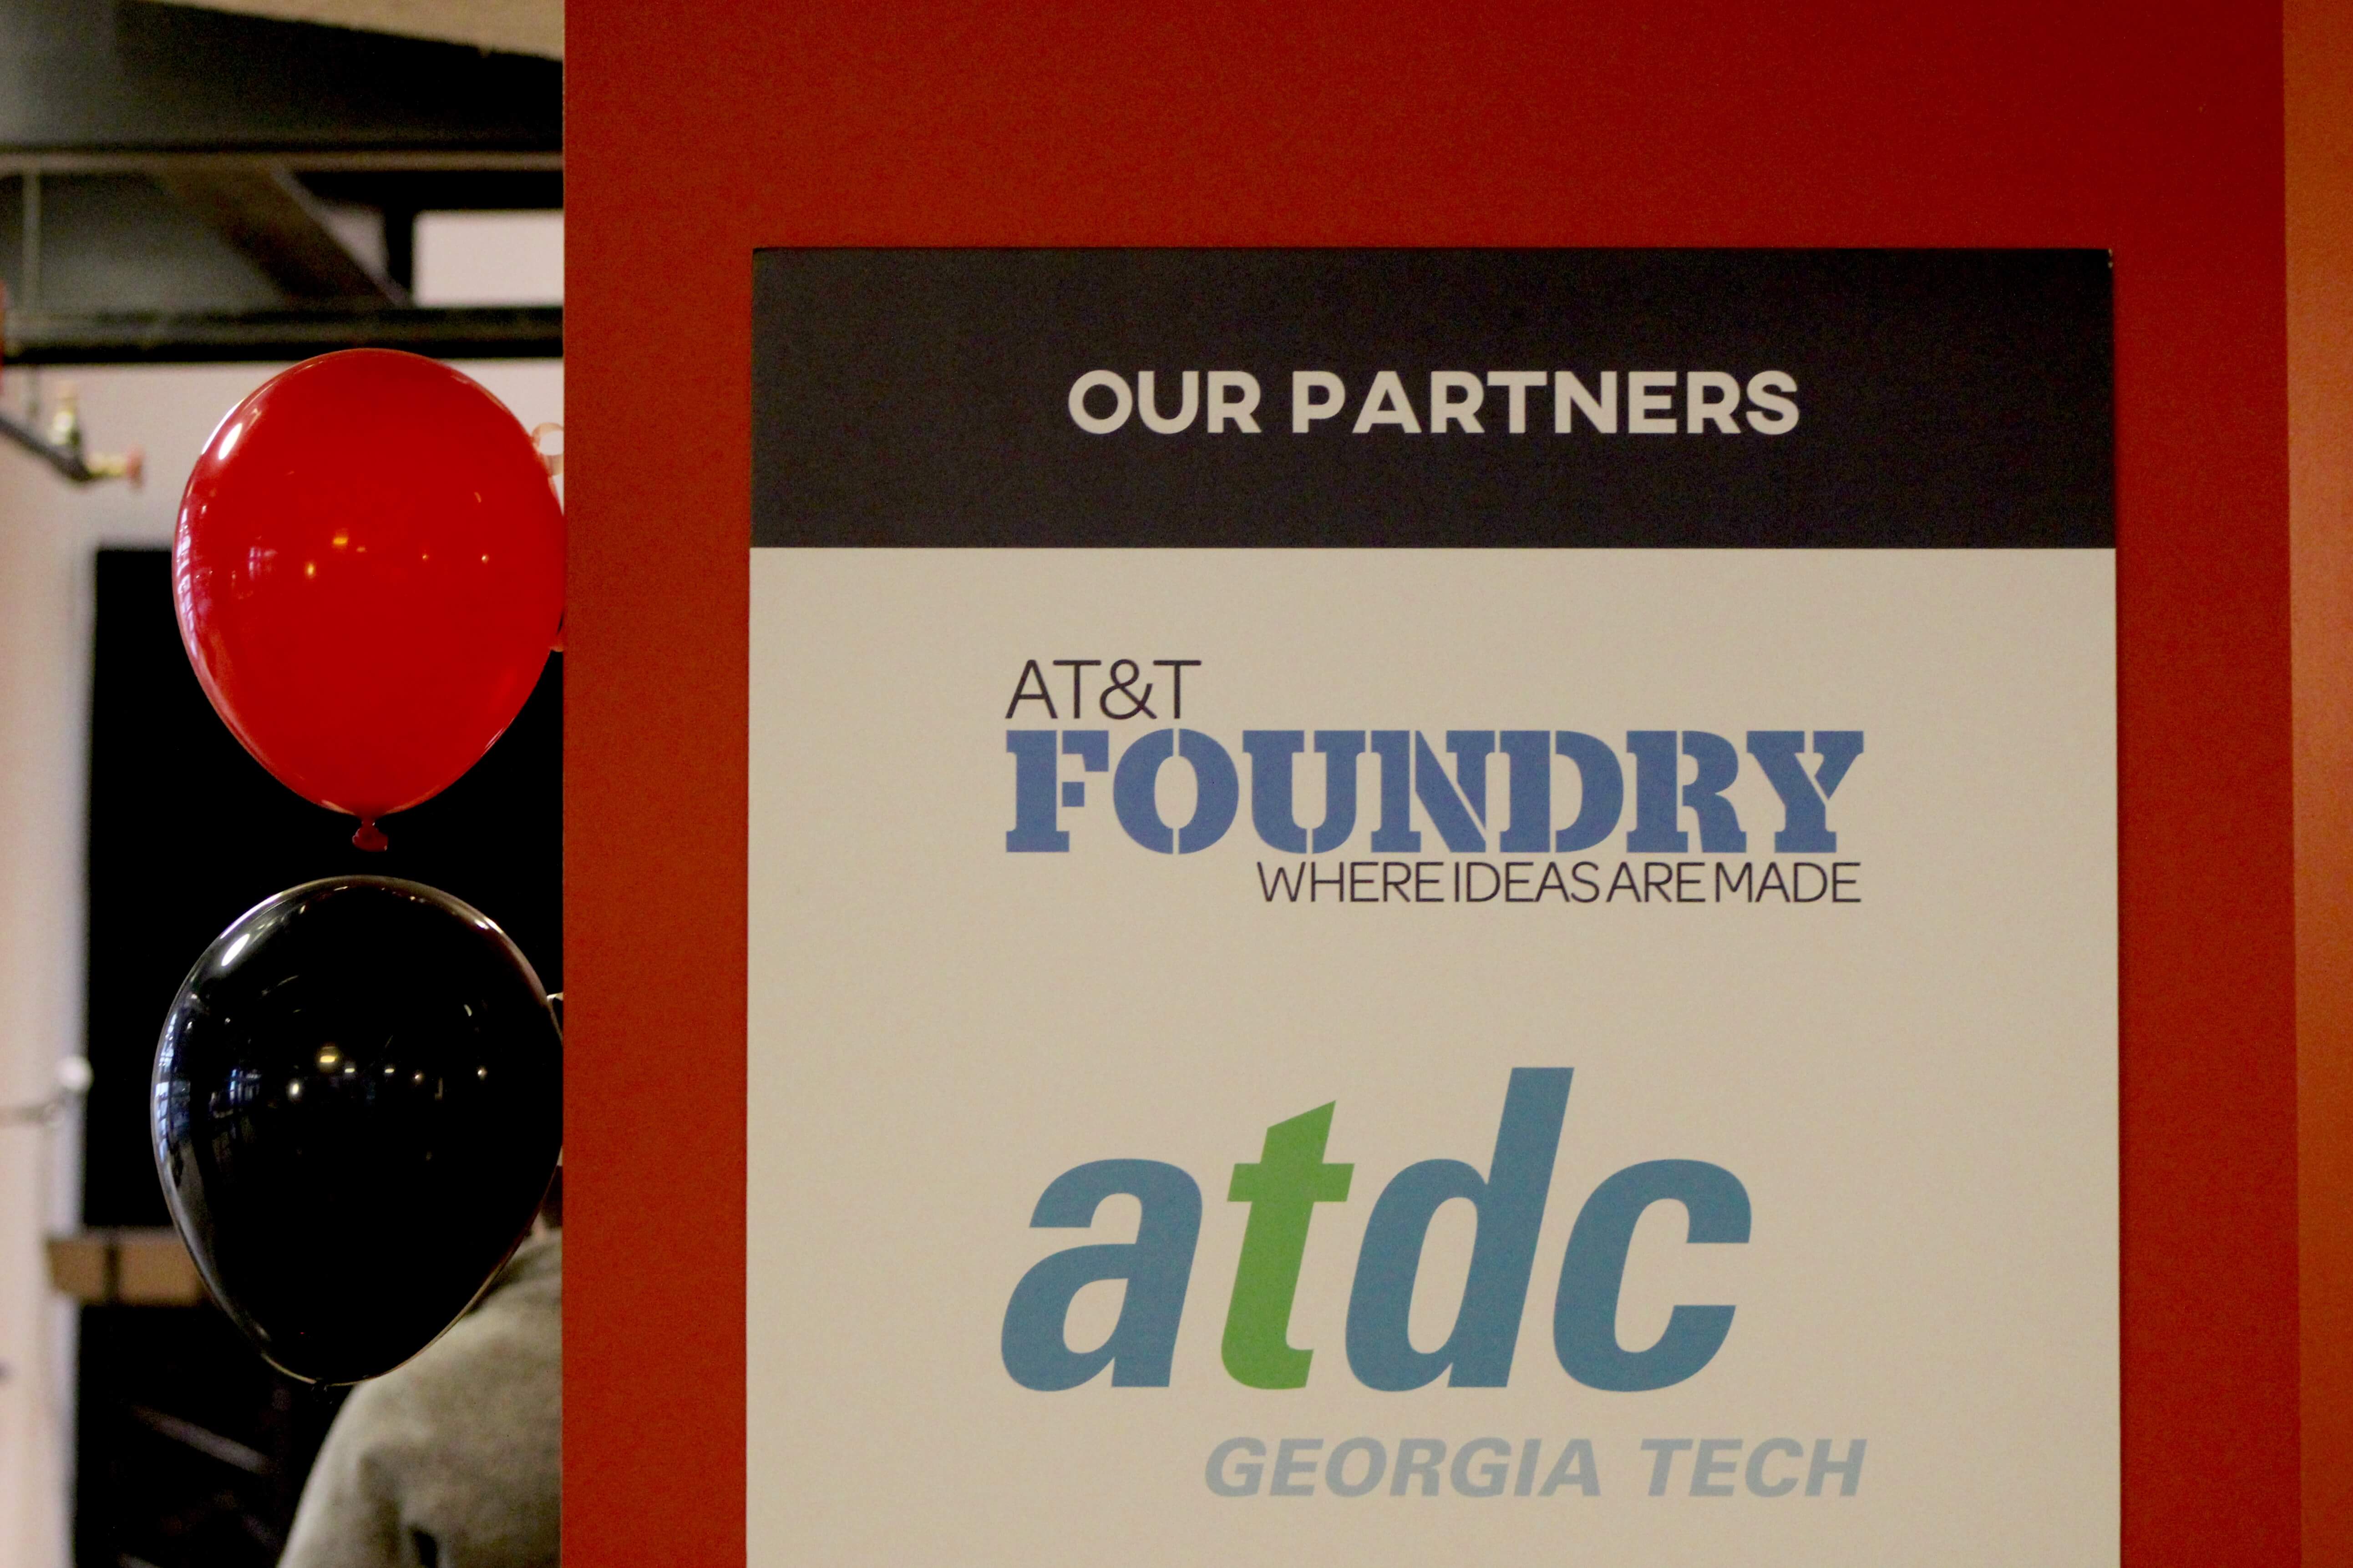 OUR PARTNERS
AT&T
FOUNDRY
WHERE IDEAS ARE MADE
atdc
GEORGIA TECH